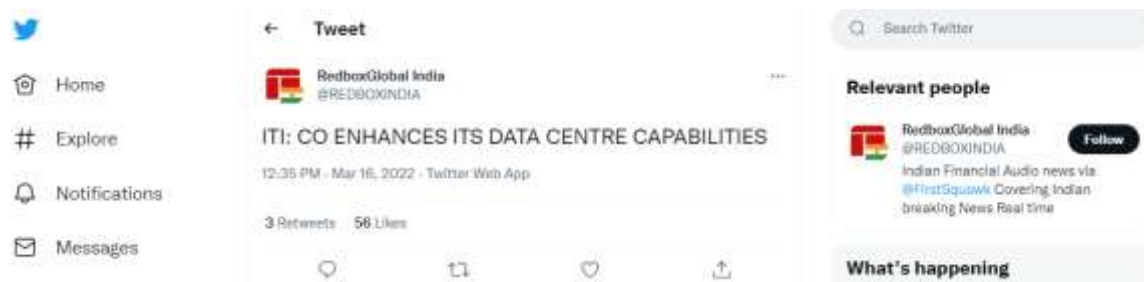 Home
Explore
Notifications
Messages
Tweet
RedboxGlobal India
@REDBOXINDIA
ITI: CO ENHANCES ITS DATA CENTRE CAPABILITIES
12:35 PM · Mar 16, 2022 · Twitter Web App
3 Retweets 56 Likes
Search Twitter
Relevant people
RedboxGlobal India
@REDBOXINDIA
Follow
Indian Financial Audio news via
@FirstSquawk Covering Indian
breaking News Real time
What's happening